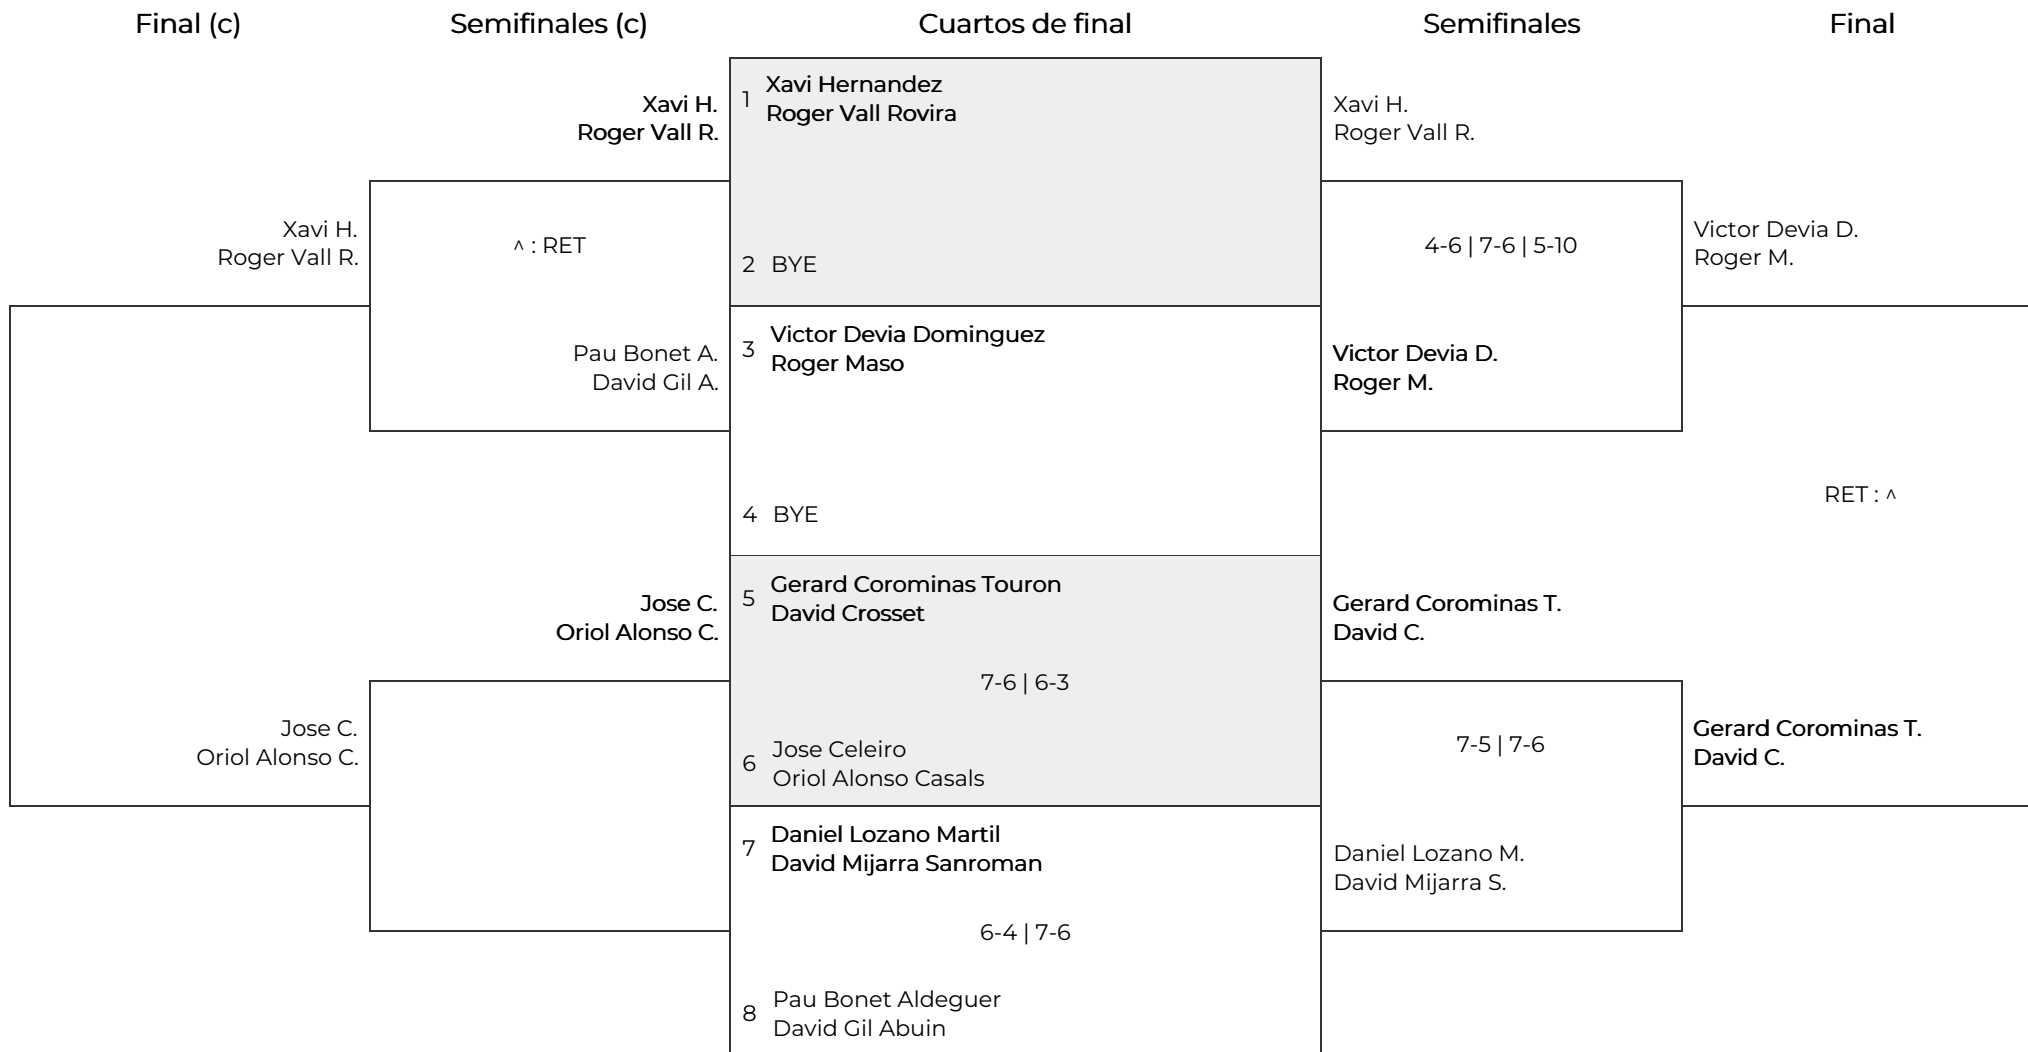 Final (c)
Semifinales (c)
Cuartos de final
Semifinales
Final
Xavi H.
Roger Vall R.
Jose C.
Oriol Alonso C.
Xavi H.
Roger Vall R.
^ : RET
Pau Bonet A.
David Gil A.
Jose C.
Oriol Alonso C.
1 Xavi Hernandez
Roger Vall Rovira
2 BYE
3 Victor Devia Dominguez
Roger Maso
4 BYE
5 Gerard Corominas Touron
David Crosset
7-6 | 6-3
6 Jose Celeiro
Oriol Alonso Casals
7 Daniel Lozano Martil
David Mijarra Sanroman
6-4 | 7-6
8 Pau Bonet Aldeguer
David Gil Abuin
Xavi H.
Roger Vall R.
4-6 | 7-6 | 5-10
Victor Devia D.
Roger M.
Gerard Corominas T.
David C.
7-5 | 7-6
Daniel Lozano M.
David Mijarra S.
Victor Devia D.
Roger M.
RET : ^
Gerard Corominas T.
David C.